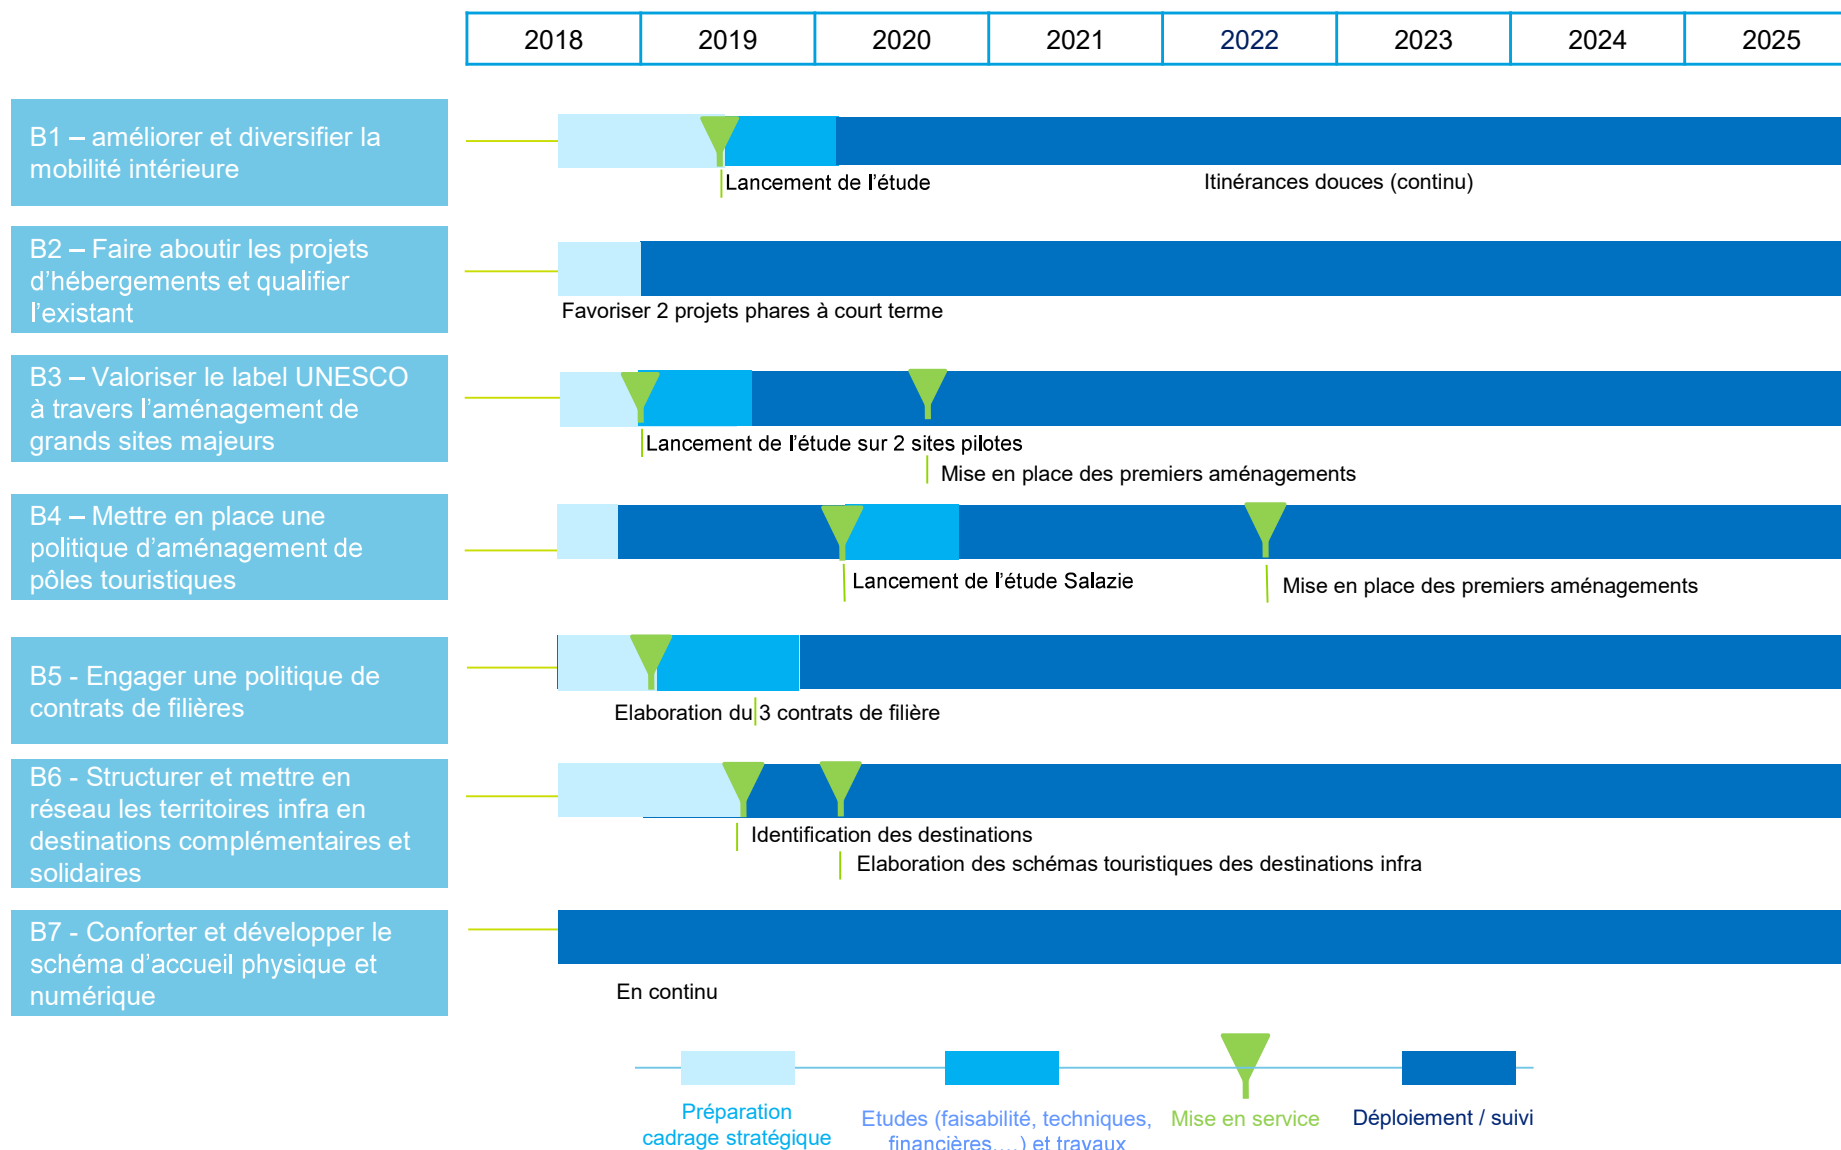 2018 2019 2020 2021 2022 2023 2024 2025
B1 – améliorer et diversifier la
mobilité intérieure
Lancement de l’étude
Itinérances douces (continu)
B2 – Faire aboutir les projets
d’hébergements et qualifier
l’existant
Favoriser 2 projets phares à court terme
B3 – Valoriser le label UNESCO
à travers l’aménagement de
grands sites majeurs
Lancement de l’étude sur 2 sites pilotes
Mise en place des premiers aménagements
B4 – Mettre en place une
politique d’aménagement de
pôles touristiques
Lancement de l’étude Salazie
Mise en place des premiers aménagements
B5 - Engager une politique de
contrats de filières
Elaboration du 3 contrats de filière
B6 - Structurer et mettre en
réseau les territoires infra en
destinations complémentaires et
solidaires
Identification des destinations
Elaboration des schémas touristiques des destinations infra
B7 - Conforter et développer le
schéma d’accueil physique et
numérique
En continu
Préparation
cadrage stratégique
Etudes (faisabilité, techniques,
financières,…) et travaux
Mise en service
Déploiement / suivi